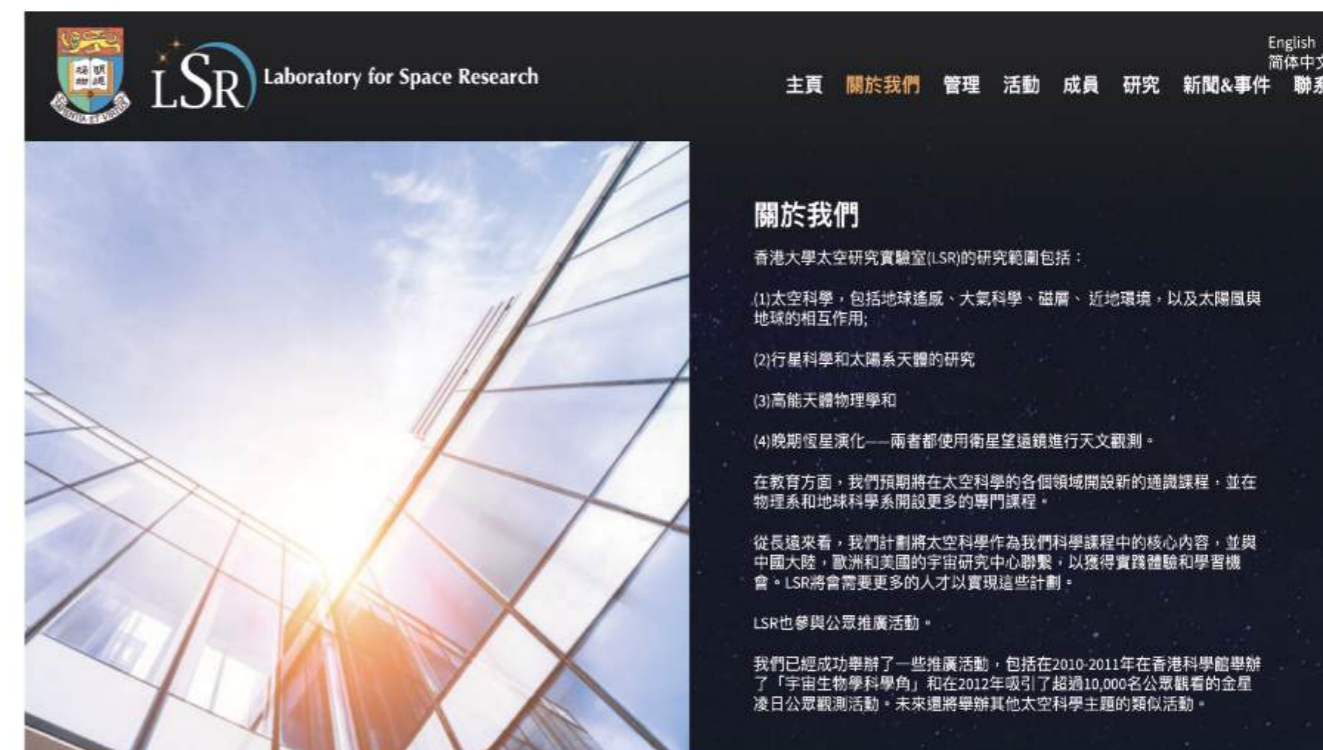 English
简体中文
LSR Laboratory for Space Research
主頁 關於我們 管理 活動 成員 研究 新聞&事件 聯系
關於我們
香港大學太空研究實驗室(LSR)的研究範圍包括：
(1)太空科學，包括地球遙感、大氣科學、磁層、 近地環境，以及太陽風與
地球的相互作用;
(2)行星科學和太陽系天體的研究
(3)高能天體物理學和
(4)晚期恆星演化——兩者都使用衛星望遠鏡進行天文觀測。
在教育方面，我們預期將在太空科學的各個領域開設新的通識課程，並在
物理系和地球科學系開設更多的專門課程。
從長遠來看，我們計劃將太空科學作為我們科學課程中的核心內容，並與
中國大陸，歐洲和美國的宇宙研究中心聯繫，以獲得實踐體驗和學習機
會。LSR將會需要更多的人才以實現這些計劃。
LSR也參與公眾推廣活動。
我們已經成功舉辦了一些推廣活動，包括在2010-2011年在香港科學館舉辦
了「宇宙生物學科學角」和在2012年吸引了超過10,000名公眾觀看的金星
凌日公眾觀測活動。未來還將舉辦其他太空科學主題的類似活動。